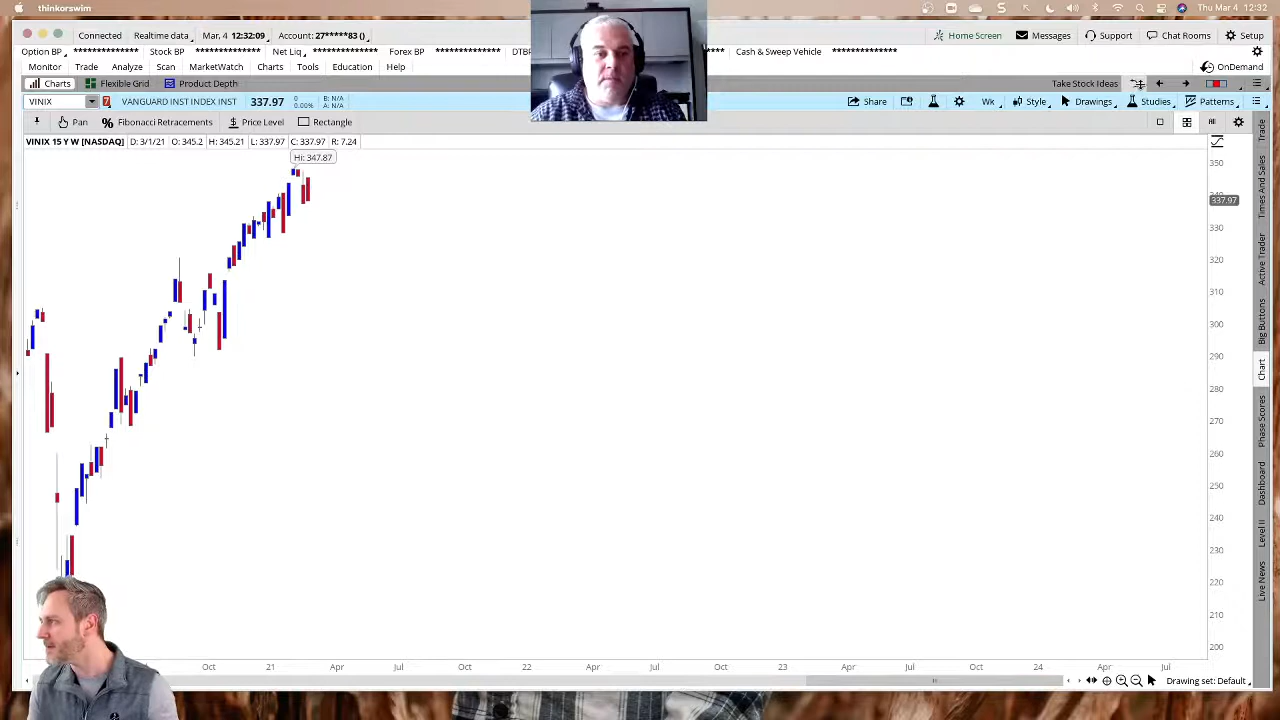 thinkorswim
Thu Mar 4 12:32
Connected Realtime data Mar, 4 12:32:09 Account: 27*****83 () Home Screen Messages Support Chat Rooms Setup
Option BP ************** Stock BP ************** Net Liq ************** Forex BP ************** DTBP Cash & Sweep Vehicle **************
Monitor Trade Analyze Scan MarketWatch Charts Tools Education Help OnDemand
Charts Flexible Grid Product Depth Take Stock Ideas
VINIX 7 VANGUARD INST INDEX INST 337.97 0 B: N/A Share Wk Style Drawings Studies Patterns
0.00% A: N/A
Pan Fibonacci Retracements Price Level Rectangle
VINIX 15 Y W [NASDAQ] D: 3/1/21 O: 345.2 H: 345.21 L: 337.97 C: 337.97 R: 7.24
Hi: 347.87
350
340
337.97
330
320
310
300
290
280
270
260
250
240
230
220
210
200
Trade
Times And Sales
Active Trader
Big Buttons
Chart
Phase Scores
Dashboard
Level II
Live News
Oct 21 Apr Jul Oct 22 Apr Jul Oct 23 Apr Jul Oct 24 Apr Jul
Drawing set: Default